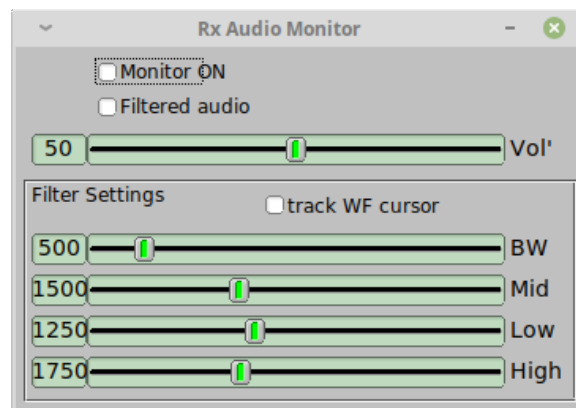 Rx Audio Monitor
Monitor ON
Filtered audio
50 Vol'
Filter Settings track WF cursor
500 BW
1500 Mid
1250 Low
1750 High